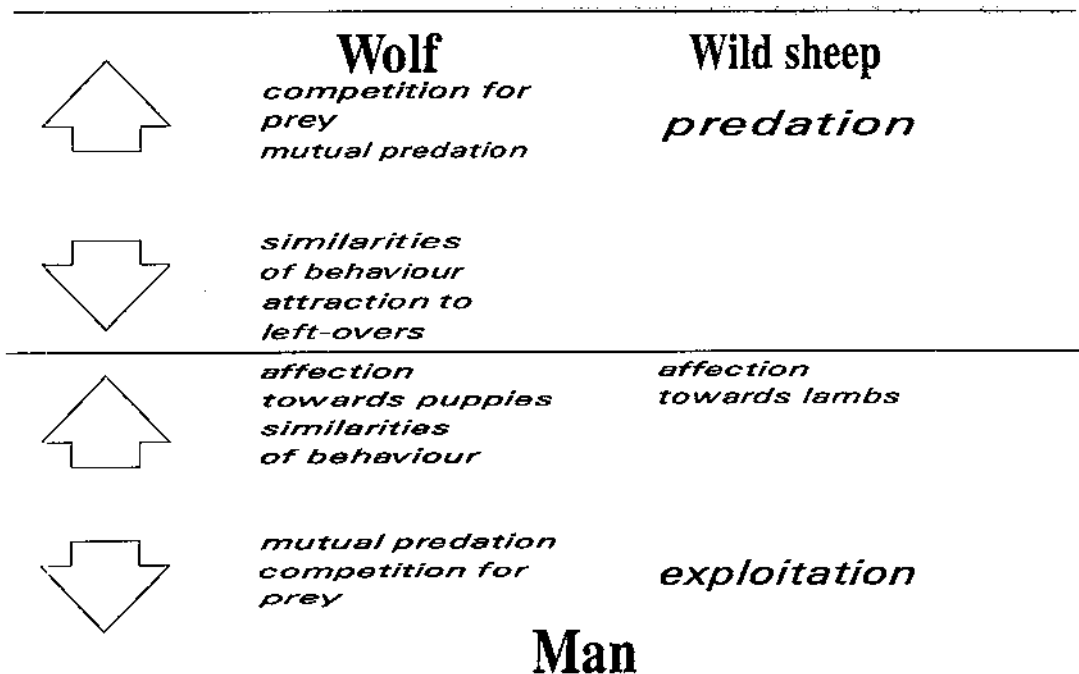 Wolf
Wild sheep
competition for
prey
mutual predation
predation
similarities
of behaviour
attraction to
left-overs
affection
towards puppies
similarities
of behaviour
affection
towards lambs
mutual predation
competition for
prey
exploitation
Man